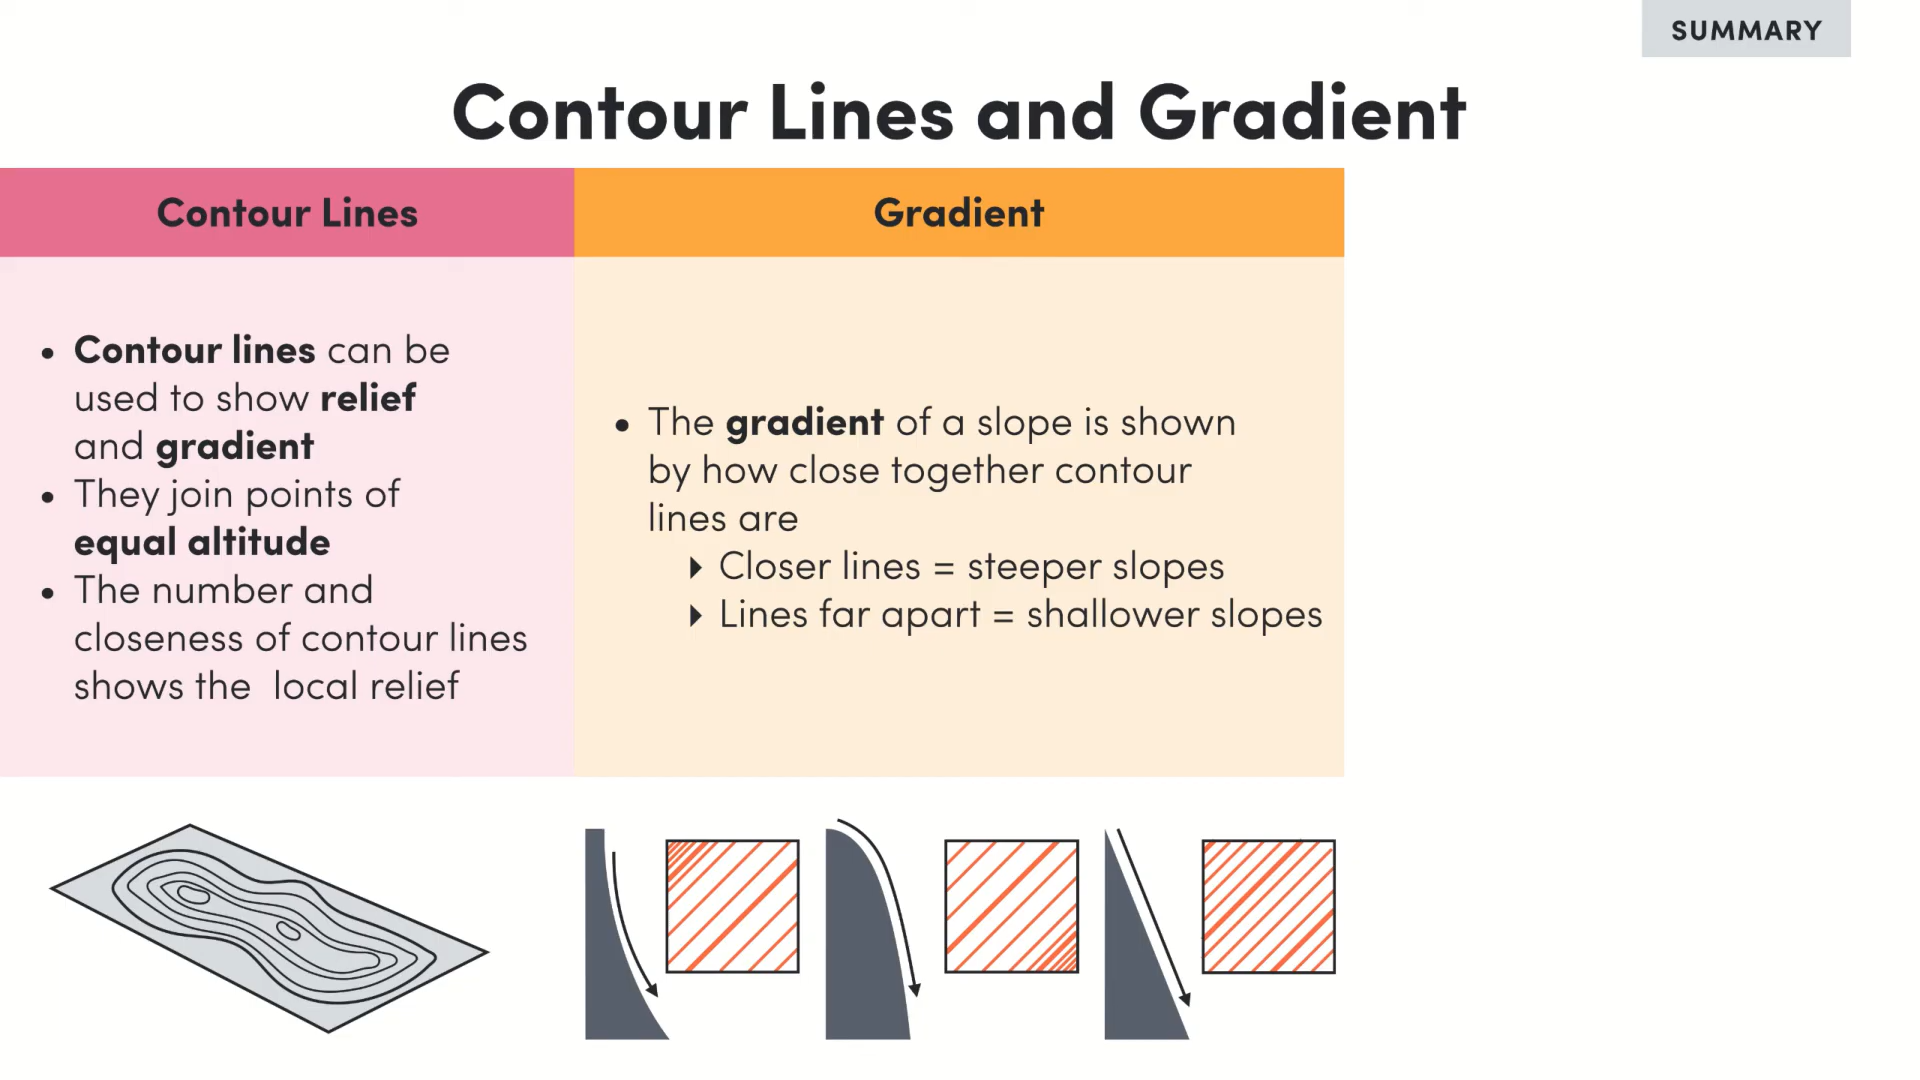 SUMMARY
Contour Lines and Gradient
Contour Lines
• Contour lines can be
used to show relief
and gradient
• They join points of
equal altitude
• The number and
closeness of contour lines
shows the  local relief
Gradient
• The gradient of a slope is shown
by how close together contour
lines are
‣ Closer lines = steeper slopes
‣ Lines far apart = shallower slopes